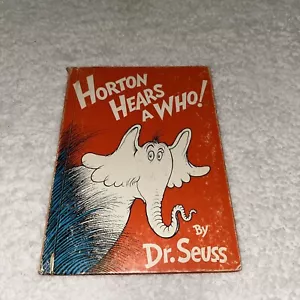 HORTON
HEARS
A WHO!
By
Dr. Seuss